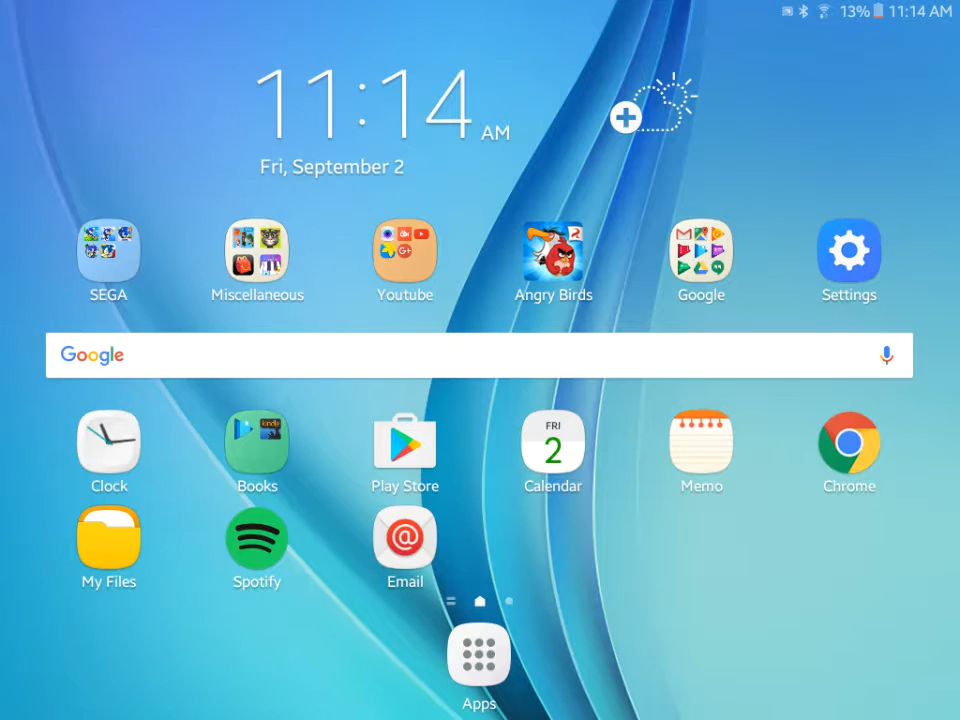 13% 11:14 AM
11:14 AM
Fri, September 2
SEGA Miscellaneous Youtube Angry Birds Google Settings
Google
kindle
FRI
2
Clock Books Play Store Calendar Memo Chrome
My Files Spotify Email
Apps